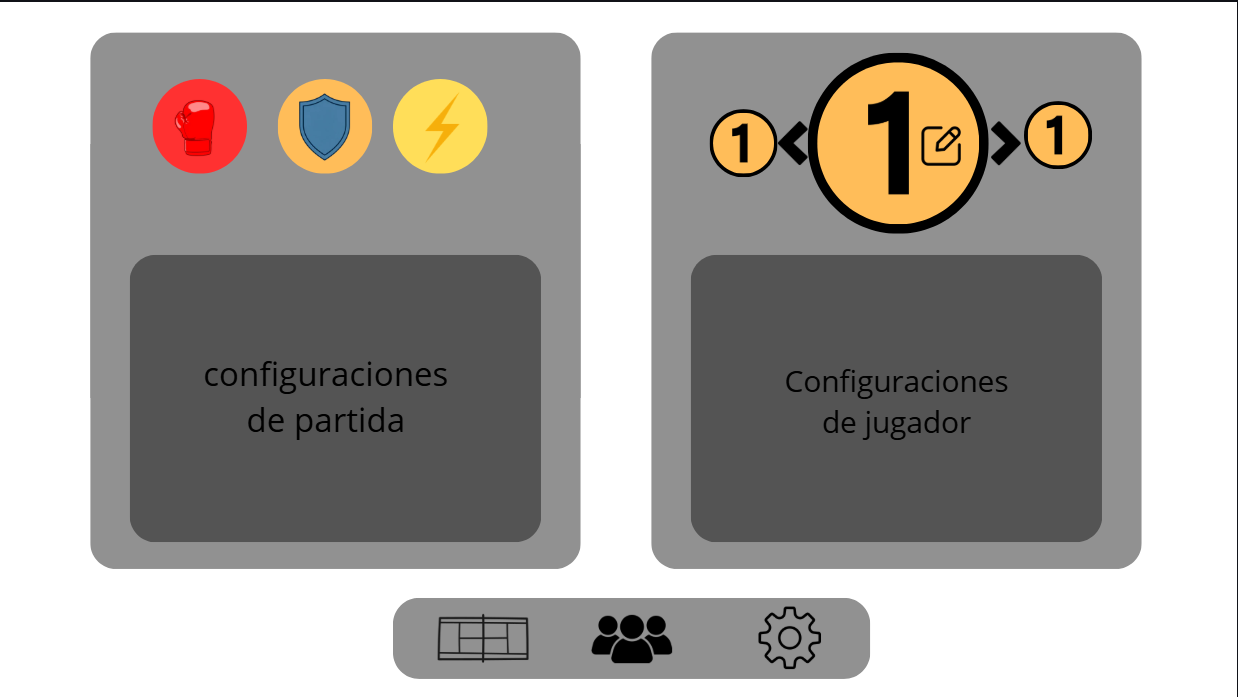 1
1
1
configuraciones
de partida
Configuraciones
de jugador